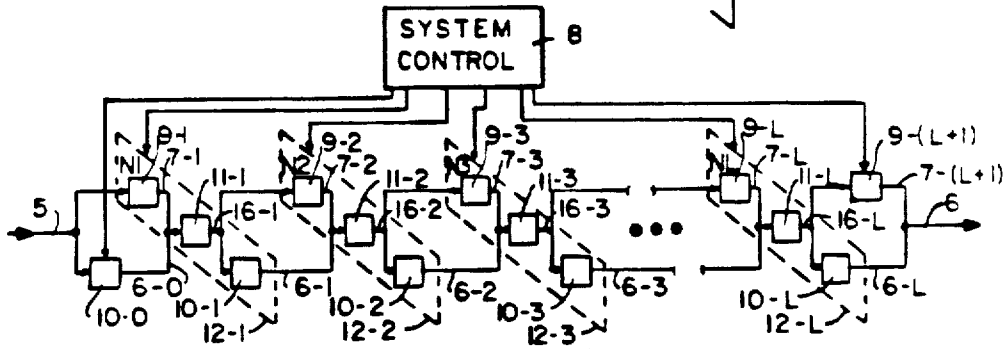 SYSTEM
CONTROL
8
9-1
9-2
9-3
9-L
9-(L+1)
N1
7-1
N2
7-2
N3
7-3
7-L
7-(L+1)
11-1
11-2
11-3
11-L
5
16-1
16-2
16-3
16-L
6
6-0
6-1
6-2
6-3
6-L
10-0
10-1
10-2
10-3
10-L
12-1
12-2
12-3
12-L